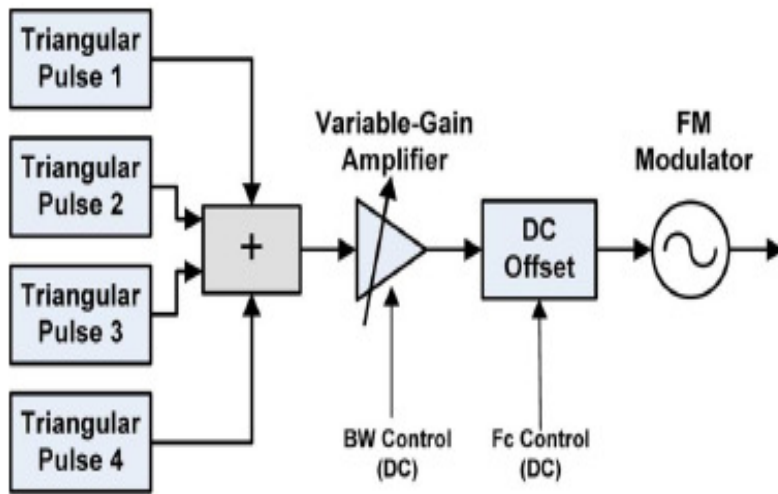 Triangular
Pulse 1
Triangular
Pulse 2
Triangular
Pulse 3
Triangular
Pulse 4
+
Variable-Gain
Amplifier
BW Control
(DC)
DC
Offset
Fc Control
(DC)
FM
Modulator